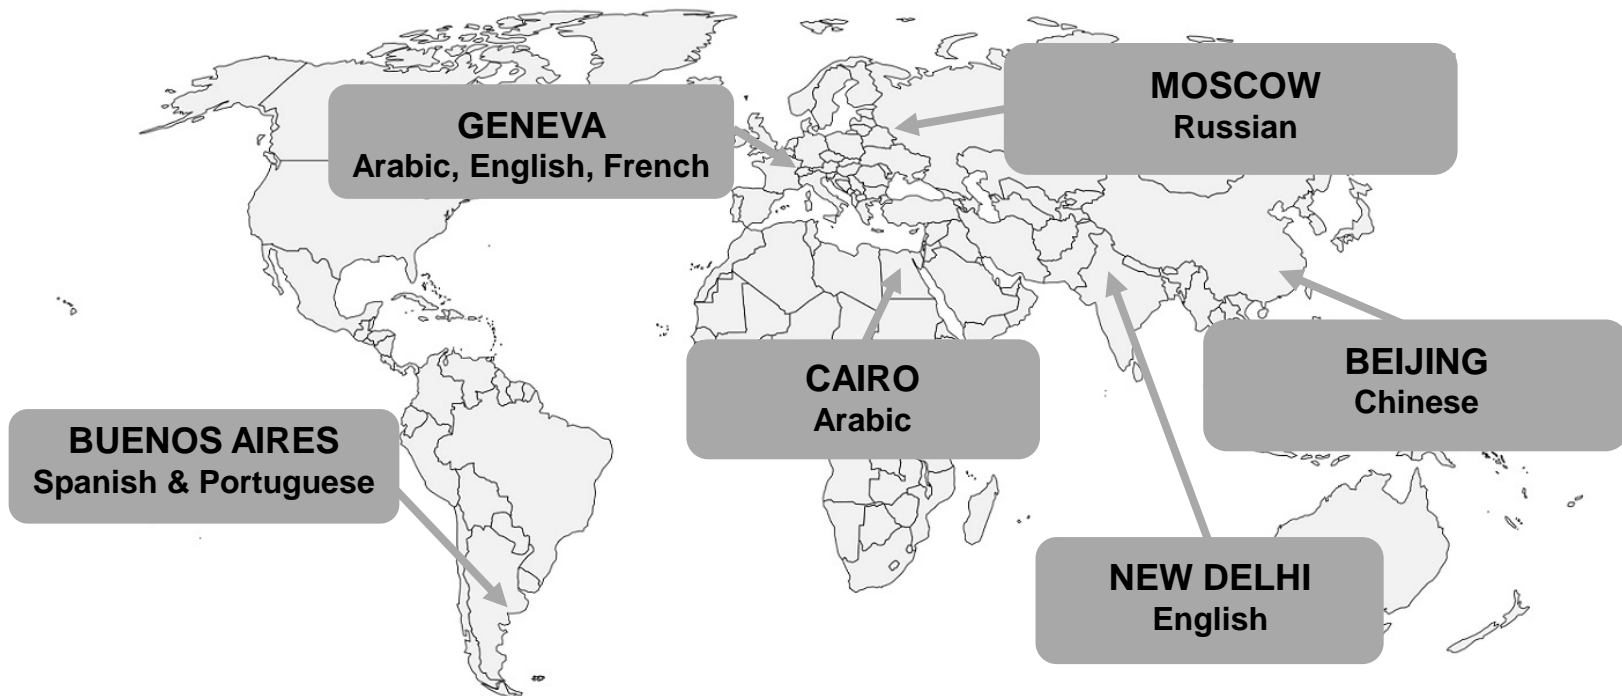 MOSCOW
Russian
GENEVA
Arabic, English, French
CAIRO
Arabic
BEIJING
Chinese
BUENOS AIRES
Spanish & Portuguese
NEW DELHI
English